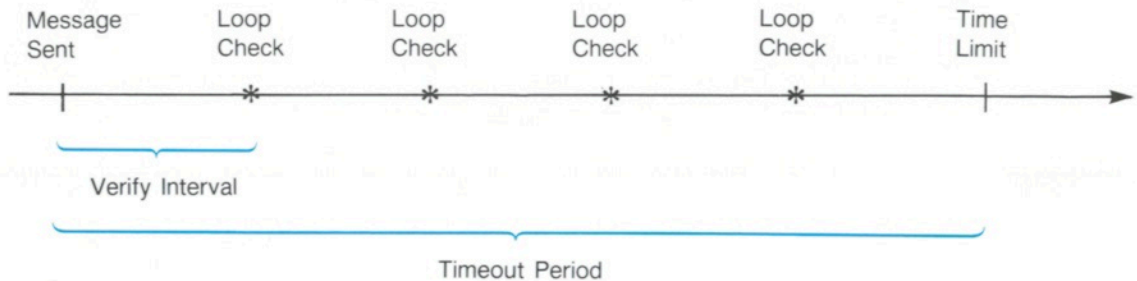 Message Sent
Loop Check
Loop Check
Loop Check
Loop Check
Time Limit
Verify Interval
Timeout Period